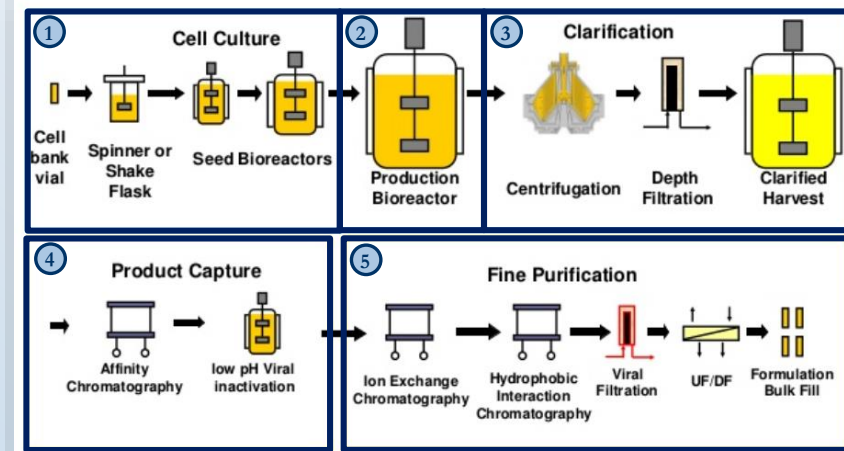 1
Cell Culture
Cell
bank
vial
Spinner or
Shake
Flask
Seed Bioreactors
2
Production
Bioreactor
3
Clarification
Centrifugation
Depth
Filtration
Clarified
Harvest
4
Product Capture
Affinity
Chromatography
low pH Viral
inactivation
5
Fine Purification
Ion Exchange
Chromatography
Hydrophobic
Interaction
Chromatography
Viral
Filtration
UF/DF
Formulation
Bulk Fill